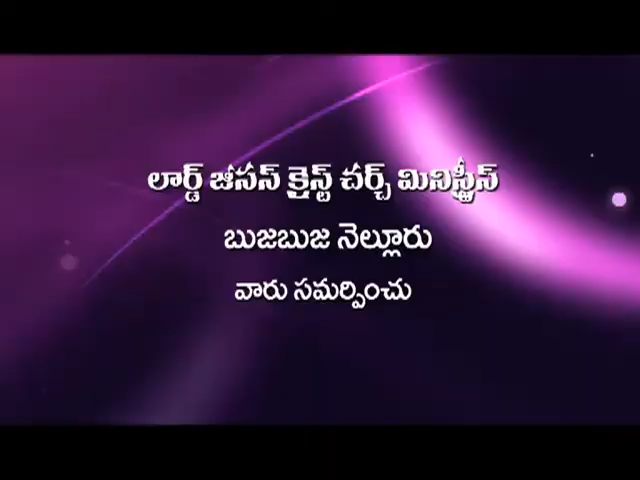 లార్డ్ జీసస్ క్రైస్ట్ చర్చ్ మినిస్ట్రీస్
బుజబుజ నెల్లూరు
వారు సమర్పించు